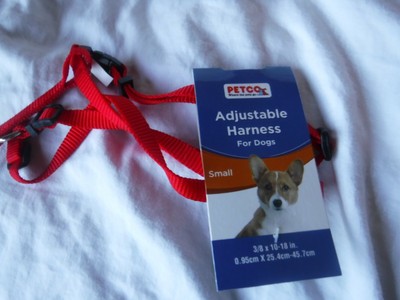 PETCO
Adjustable
Harness
For Dogs
Small
3/8 x 10-18 in.
0.95cm X 25.4cm-45.7cm